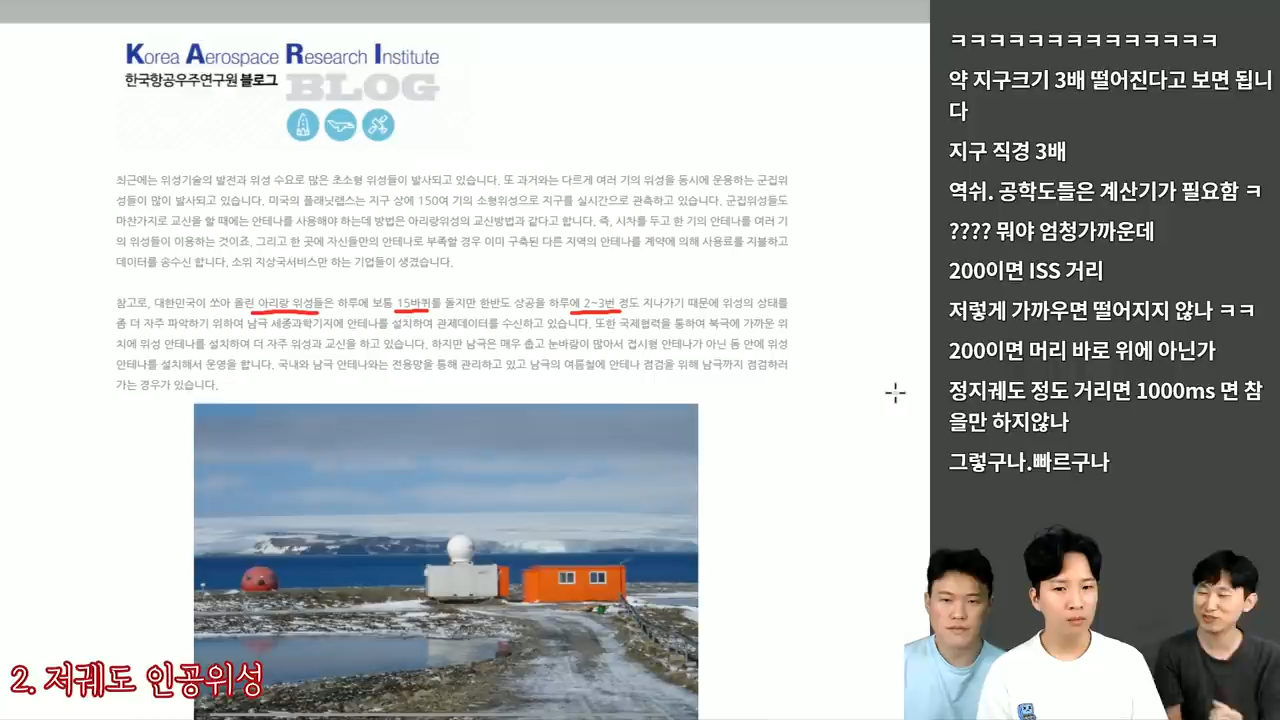 Korea Aerospace Research Institute
한국항공우주연구원 블로그
BLOG
최근에는 위성기술의 발전과 위성 수요로 많은 초소형 위성들이 발사되고 있습니다. 또 과거와는 다르게 여러 기의 위성을 동시에 운용하는 군집위
성들이 많이 발사되고 있습니다. 미국의 플래닛랩스는 지구 상에 150여 기의 소형위성으로 지구를 실시간으로 관측하고 있습니다. 군집위성들도
마찬가지로 교신을 할 때에는 안테나를 사용해야 하는데 방법은 아리랑위성의 교신방법과 같다고 합니다. 즉, 시차를 두고 한 기의 안테나를 여러 기
의 위성들이 이용하는 것이죠. 그리고 한 곳에 자신들만의 안테나로 부족할 경우 이미 구축된 다른 지역의 안테나를 계약에 의해 사용료를 지불하고
데이터를 송수신 합니다. 소위 지상국서비스만 하는 기업들이 생겼습니다.
참고로, 대한민국이 쏘아 올린 아리랑 위성들은 하루에 보통 15바퀴를 돌지만 한반도 상공을 하루에 2~3번 정도 지나가기 때문에 위성의 상태를
좀 더 자주 파악하기 위하여 남극 세종과학기지에 안테나를 설치하여 관제데이터를 수신하고 있습니다. 또한 국제협력을 통하여 북극에 가까운 위
치에 위성 안테나를 설치하여 더 자주 위성과 교신을 하고 있습니다. 하지만 남극은 매우 춥고 눈바람이 많아서 접시형 안테나가 아닌 돔 안에 위성
안테나를 설치해서 운영을 합니다. 국내와 남극 안테나와는 전용망을 통해 관리하고 있고 남극의 여름철에 안테나 점검을 위해 남극까지 점검하러
가는 경우가 있습니다.
2. 저궤도 인공위성
ㅋㅋㅋㅋㅋㅋㅋㅋㅋㅋㅋㅋㅋㅋ
약 지구크기 3배 떨어진다고 보면 됩니
다
지구 직경 3배
역쉬. 공학도들은 계산기가 필요함 ㅋ
???? 뭐야 엄청가까운데
200이면 ISS 거리
저렇게 가까우면 떨어지지 않나 ㅋㅋ
200이면 머리 바로 위에 아닌가
정지궤도 정도 거리면 1000ms 면 참
을만 하지않나
그렇구나.빠르구나